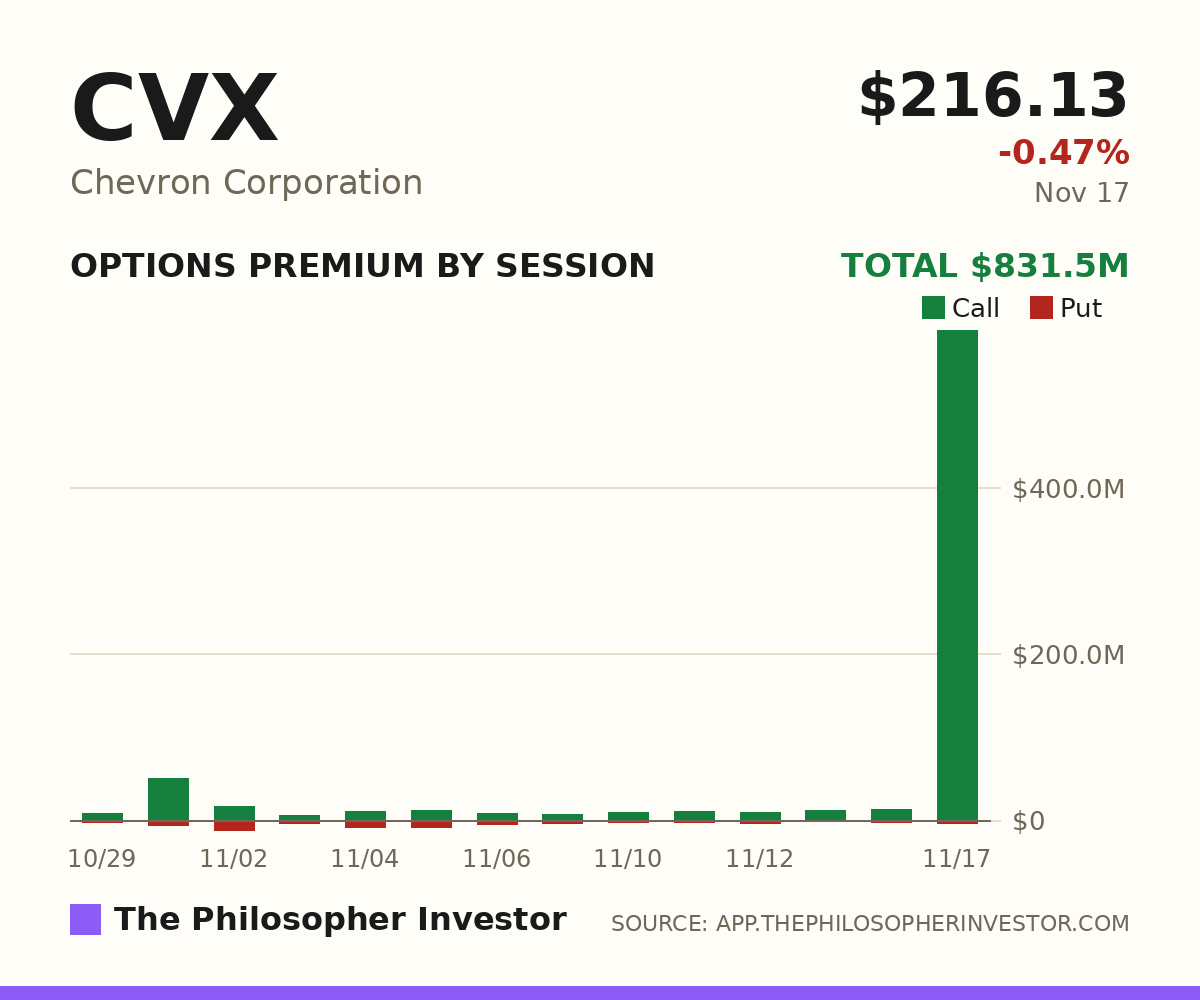 CVX
$216.13
-0.47%
Chevron Corporation
Nov 17
OPTIONS PREMIUM BY SESSION
TOTAL $831.5M
Call
Put
$400.0M
$200.0M
$0
10/29
11/02
11/04
11/06
11/10
11/12
11/17
The Philosopher Investor
SOURCE: APP.THEPHILOSOPHERINVESTOR.COM